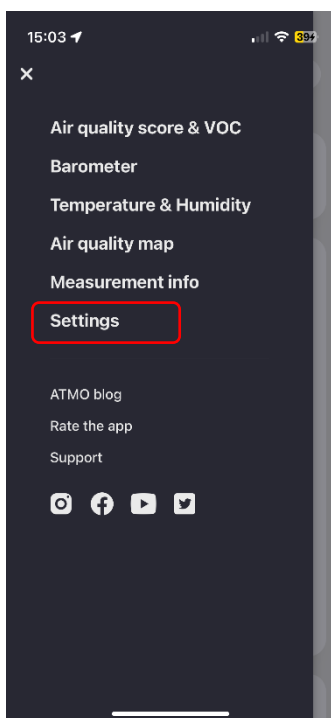 15:03
39
Air quality score & VOC
Barometer
Temperature & Humidity
Air quality map
Measurement info
Settings
ATMO blog
Rate the app
Support